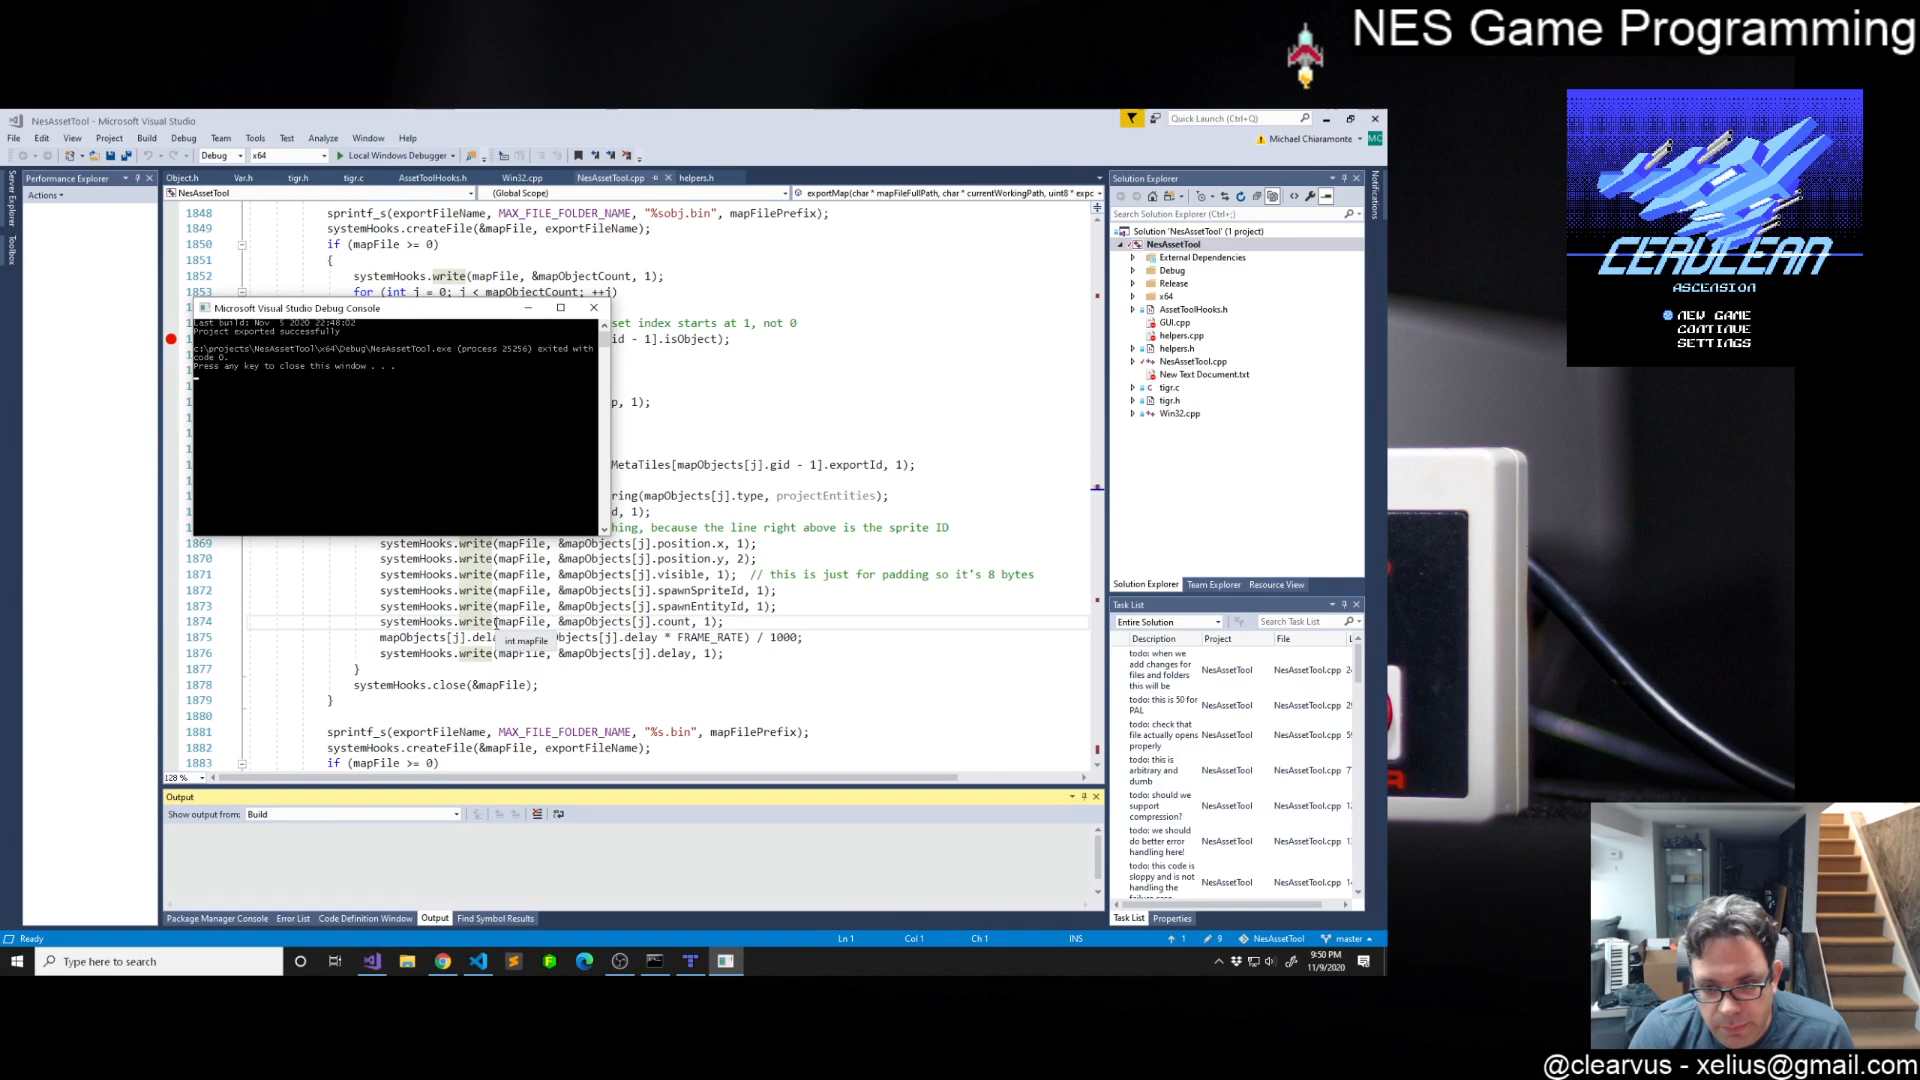 NES Game Programming
NesAssetTool - Microsoft Visual Studio
Quick Launch (Ctrl+Q)
File Edit View Project Build Debug Team Tools Test Analyze Window Help
Michael Chiaramonte MC
Debug x64 Local Windows Debugger
Server Explorer
Toolbox
Performance Explorer
Actions
Object.h Var.h tigr.h tigr.c AssetToolHooks.h Win32.cpp NesAssetTool.cpp helpers.h
NesAssetTool (Global Scope) exportMap(char * mapFileFullPath, char * currentWorkingPath, uint8 * expc
1848 sprintf_s(exportFileName, MAX_FILE_FOLDER_NAME, "%sobj.bin", mapFilePrefix);
1849 systemHooks.createFile(&mapFile, exportFileName);
1850 if (mapFile >= 0)
1851 {
1852 systemHooks.write(mapFile, &mapObjectCount, 1);
1853 for (int j = 0; j < mapObjectCount; ++j)
set index starts at 1, not 0
id - 1].isObject);
p, 1);
MetaTiles[mapObjects[j].gid - 1].exportId, 1);
ring(mapObjects[j].type, projectEntities);
d, 1);
hing, because the line right above is the sprite ID
1869 systemHooks.write(mapFile, &mapObjects[j].position.x, 1);
1870 systemHooks.write(mapFile, &mapObjects[j].position.y, 2);
1871 systemHooks.write(mapFile, &mapObjects[j].visible, 1); // this is just for padding so it's 8 bytes
1872 systemHooks.write(mapFile, &mapObjects[j].spawnSpriteId, 1);
1873 systemHooks.write(mapFile, &mapObjects[j].spawnEntityId, 1);
1874 systemHooks.write(mapFile, &mapObjects[j].count, 1);
1875 mapObjects[j].dela bjects[j].delay * FRAME_RATE) / 1000;
int mapFile
1876 systemHooks.write(mapFile, &mapObjects[j].delay, 1);
1877 }
1878 systemHooks.close(&mapFile);
1879 }
1880
1881 sprintf_s(exportFileName, MAX_FILE_FOLDER_NAME, "%s.bin", mapFilePrefix);
1882 systemHooks.createFile(&mapFile, exportFileName);
1883 if (mapFile >= 0)
128 %
Microsoft Visual Studio Debug Console
Last build: Nov 5 2020 22:48:02
Project exported successfully
c:\projects\NesAssetTool\x64\Debug\NesAssetTool.exe (process 25256) exited with
code 0.
Press any key to close this window . . .
Output
Show output from: Build
Package Manager Console Error List Code Definition Window Output Find Symbol Results
Solution Explorer
Search Solution Explorer (Ctrl+;)
Solution 'NesAssetTool' (1 project)
NesAssetTool
External Dependencies
Debug
Release
x64
AssetToolHooks.h
GUI.cpp
helpers.cpp
helpers.h
NesAssetTool.cpp
New Text Document.txt
tigr.c
tigr.h
Win32.cpp
Solution Explorer Team Explorer Resource View
Notifications
Task List
Entire Solution Search Task List
Description Project File Li
todo: when we
add changes for
files and folders
this will be
NesAssetTool NesAssetTool.cpp 24
todo: this is 50 for
PAL
NesAssetTool NesAssetTool.cpp 29
todo: check that
file actually opens
properly
NesAssetTool NesAssetTool.cpp 59
todo: this is
arbitrary and
dumb
NesAssetTool NesAssetTool.cpp 77
todo: should we
support
compression?
NesAssetTool NesAssetTool.cpp 12
todo: we should
do better error
handling here!
NesAssetTool NesAssetTool.cpp 13
todo: this code is
sloppy and is not
handling the
failure case
NesAssetTool NesAssetTool.cpp 14
Task List Properties
Ready Ln 1 Col 1 Ch 1 INS 1 9 NesAssetTool master
Type here to search
9:50 PM
11/9/2020
CERULEAN
ASCENSION
NEW GAME
CONTINUE
SETTINGS
@clearvus - xelius@gmail.com